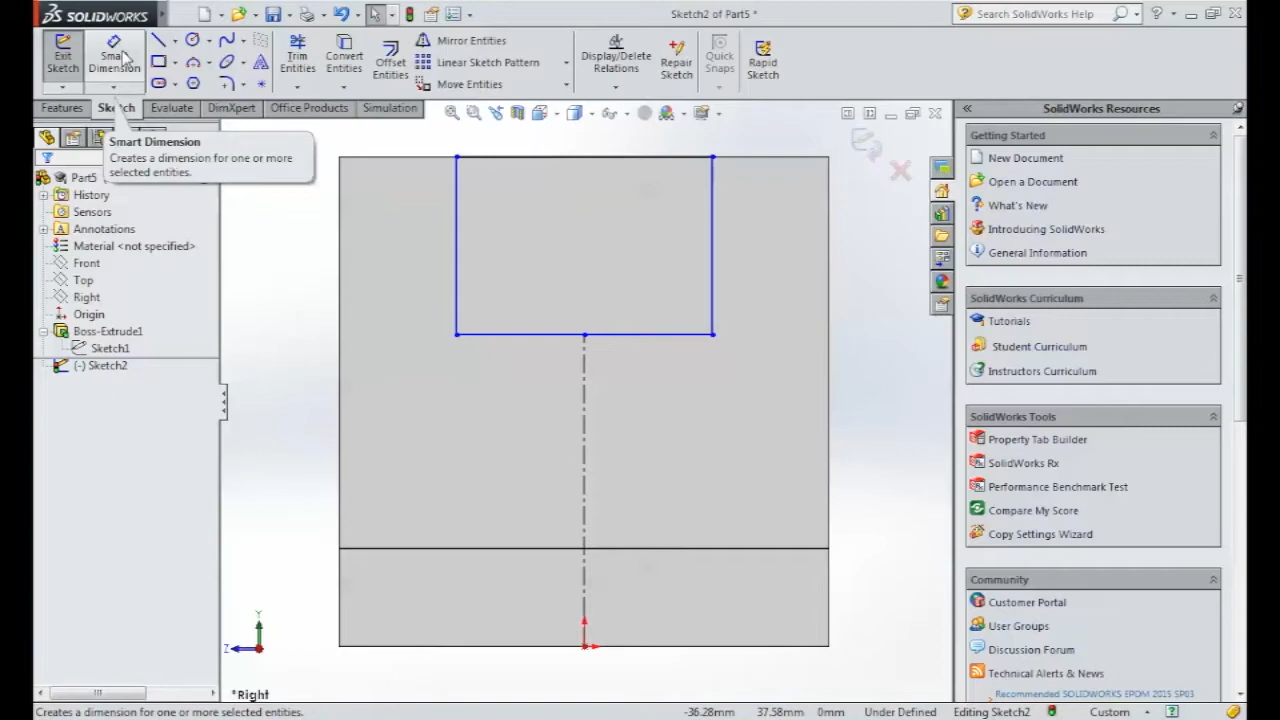 SOLIDWORKS
Sketch2 of Part5 *
Search SolidWorks Help
Exit Sketch
Smart Dimension
Trim Entities
Convert Entities
Offset Entities
Mirror Entities
Linear Sketch Pattern
Move Entities
Display/Delete Relations
Repair Sketch
Quick Snaps
Rapid Sketch
Features
Sketch
Evaluate
DimXpert
Office Products
Simulation
Smart Dimension
Creates a dimension for one or more
selected entities.
Part5
History
Sensors
Annotations
Material <not specified>
Front
Top
Right
Origin
Boss-Extrude1
Sketch1
(-) Sketch2
Y
Z
*Right
SolidWorks Resources
Getting Started
New Document
Open a Document
What's New
Introducing SolidWorks
General Information
SolidWorks Curriculum
Tutorials
Student Curriculum
Instructors Curriculum
SolidWorks Tools
Property Tab Builder
SolidWorks Rx
Performance Benchmark Test
Compare My Score
Copy Settings Wizard
Community
Customer Portal
User Groups
Discussion Forum
Technical Alerts & News
Recommended SOLIDWORKS EPDM 2015 SP03
Creates a dimension for one or more selected entities.
-36.28mm 37.58mm 0mm Under Defined Editing Sketch2 Custom